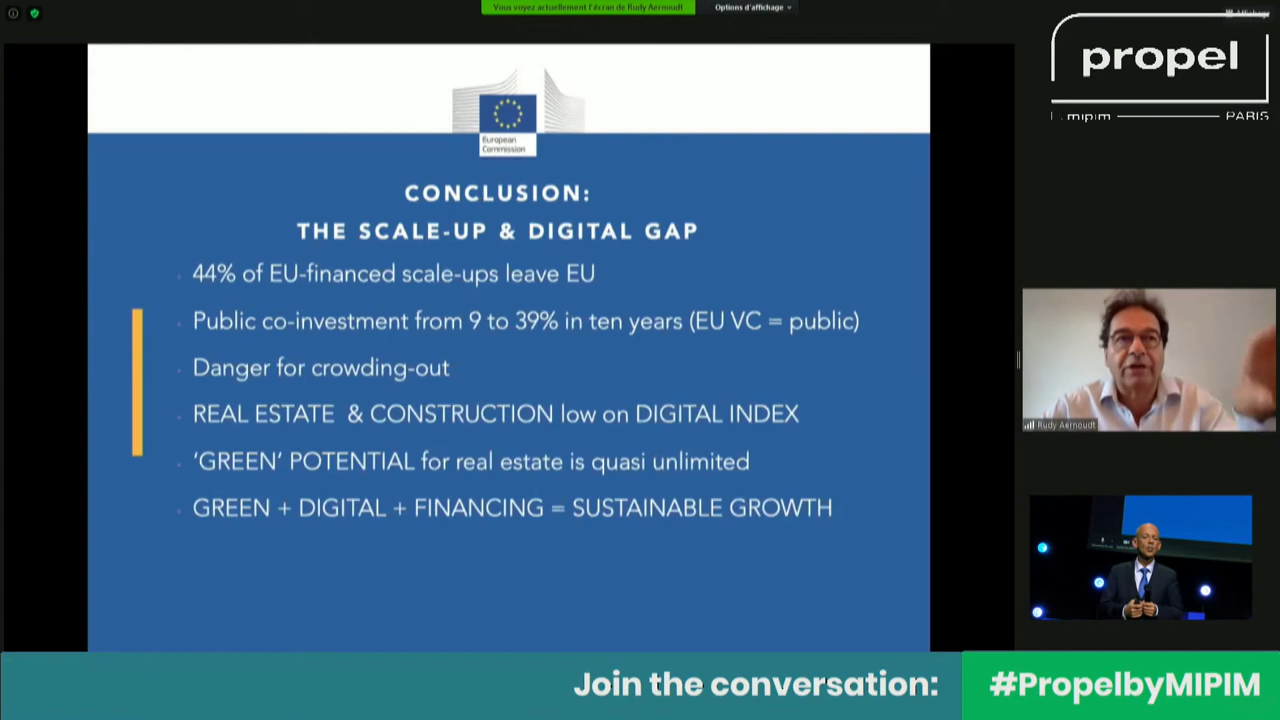 Vous voyez actuellement l'écran de Rudy Aernoudt
Options d'affichage
Affichage
propel
mipim
PARIS
European
Commission
CONCLUSION:
THE SCALE-UP & DIGITAL GAP
44% of EU-financed scale-ups leave EU
Public co-investment from 9 to 39% in ten years (EU VC = public)
Danger for crowding-out
REAL ESTATE & CONSTRUCTION low on DIGITAL INDEX
'GREEN' POTENTIAL for real estate is quasi unlimited
GREEN + DIGITAL + FINANCING = SUSTAINABLE GROWTH
Rudy Aernoudt
Join the conversation:
#PropelbyMIPIM